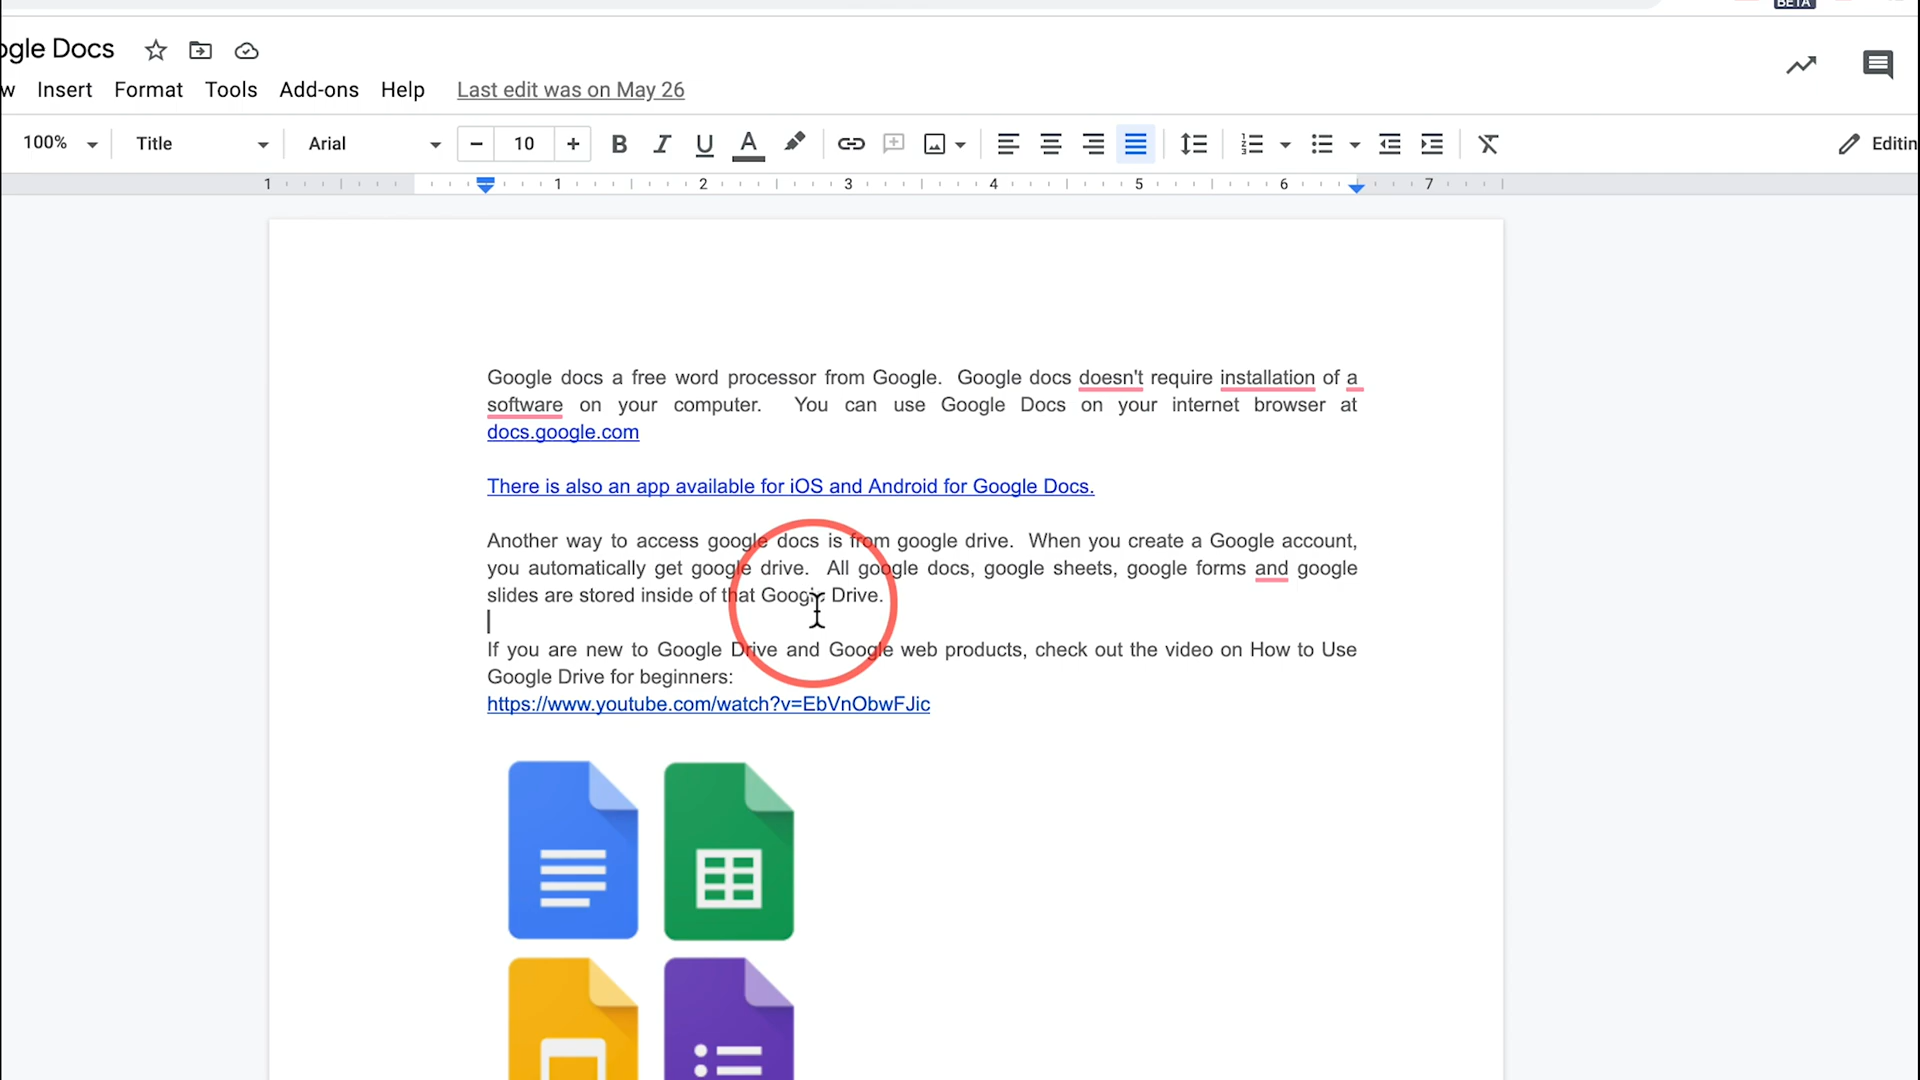 BETA
ogle Docs
w Insert Format Tools Add-ons Help Last edit was on May 26
100% Title Arial − 10 + B I U A Editin
1 1 2 3 4 5 6 7
Google docs a free word processor from Google. Google docs doesn't require installation of a
software on your computer. You can use Google Docs on your internet browser at
docs.google.com
There is also an app available for iOS and Android for Google Docs.
Another way to access google docs is from google drive. When you create a Google account,
you automatically get google drive. All google docs, google sheets, google forms and google
slides are stored inside of that Google Drive.
If you are new to Google Drive and Google web products, check out the video on How to Use
Google Drive for beginners:
https://www.youtube.com/watch?v=EbVnObwFJic